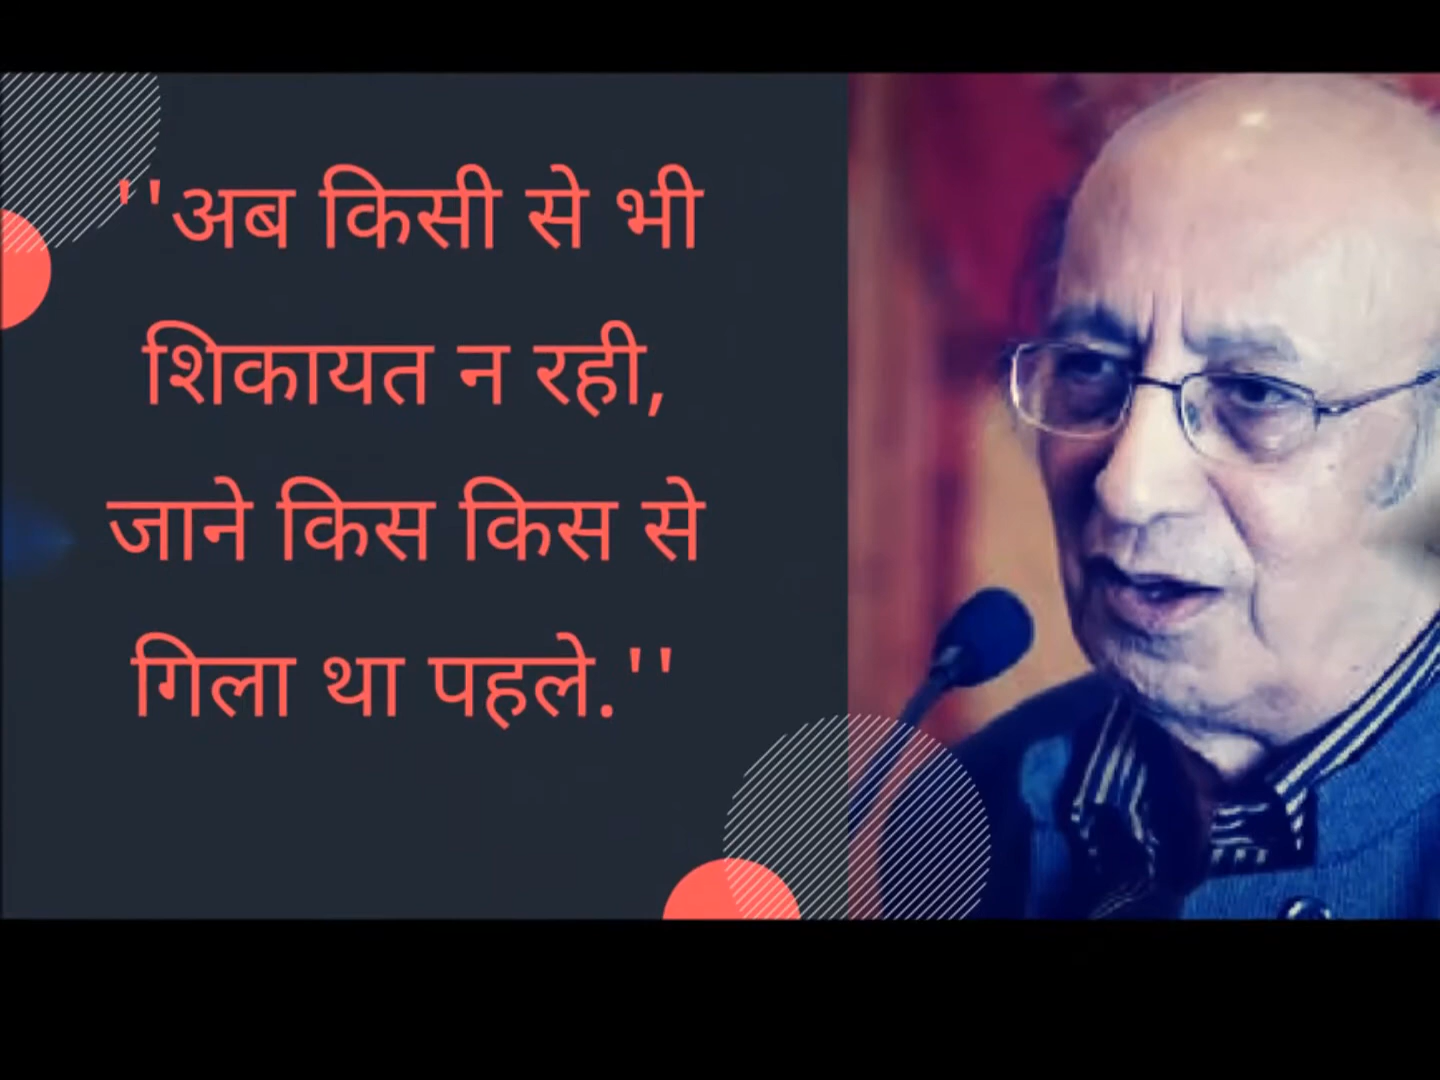 ''अब किसी से भी
शिकायत न रही,
जाने किस किस से
गिला था पहले.''